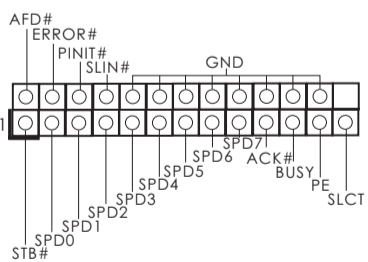 AFD#
ERROR#
PINIT#
SLIN#
GND
1
SPD7
SPD6
ACK#
SPD5
BUSY
SPD4
PE
SPD3
SLCT
SPD2
SPD1
SPD0
STB#